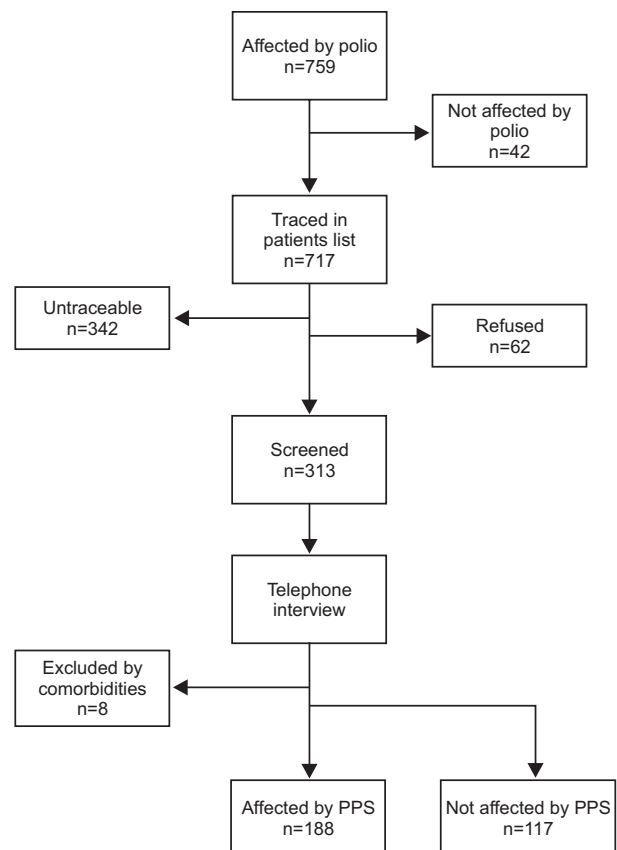 Affected by polio
n=759
Not affected by
polio
n=42
Traced in
patients list
n=717
Untraceable
n=342
Refused
n=62
Screened
n=313
Telephone
interview
Excluded by
comorbidities
n=8
Affected by PPS
n=188
Not affected by PPS
n=117